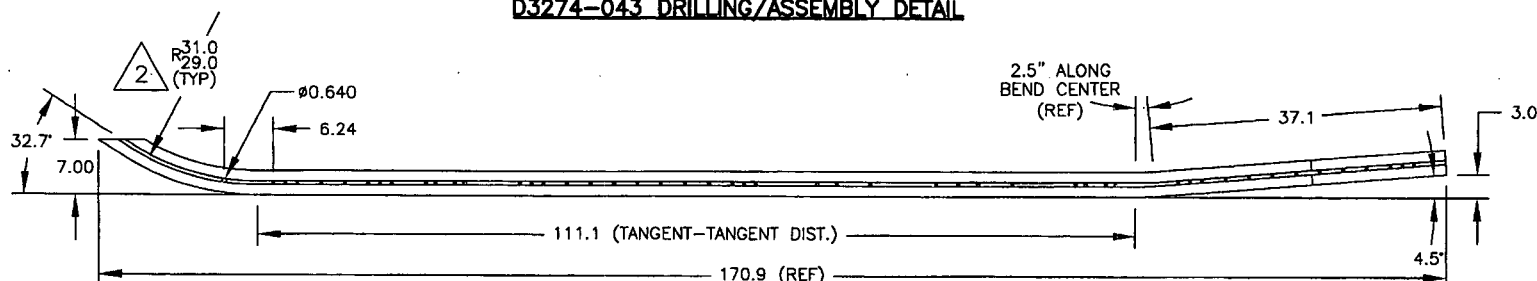 D3274-043 DRILLING/ASSEMBLY DETAIL
2
R31.0
29.0
(TYP)
ø0.640
6.24
32.7°
7.00
2.5" ALONG
BEND CENTER
(REF)
37.1
3.0
111.1 (TANGENT-TANGENT DIST.)
4.5°
170.9 (REF)